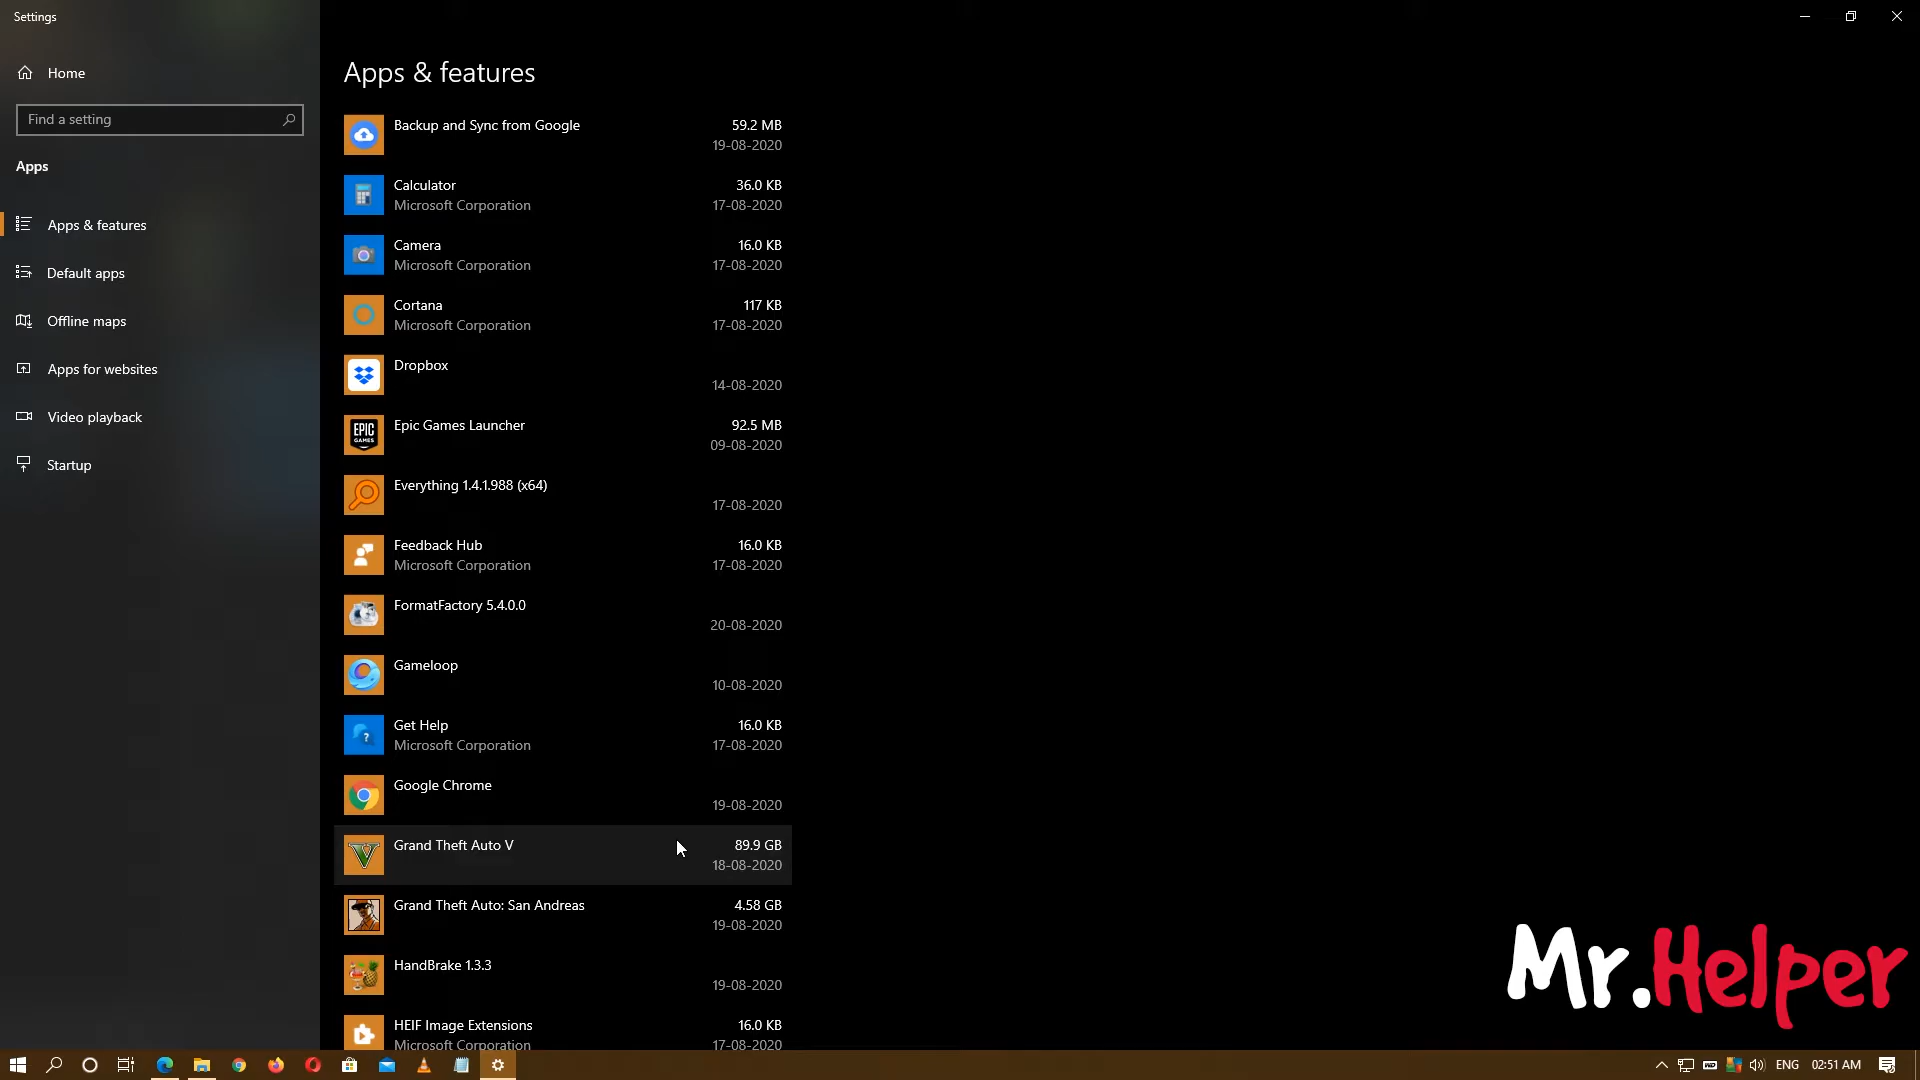 Settings
Home
Find a setting
Apps
Apps & features
Default apps
Offline maps
Apps for websites
Video playback
Startup
Apps & features
Backup and Sync from Google 59.2 MB
19-08-2020
Calculator 36.0 KB
Microsoft Corporation 17-08-2020
Camera 16.0 KB
Microsoft Corporation 17-08-2020
Cortana 117 KB
Microsoft Corporation 17-08-2020
Dropbox
14-08-2020
EPIC
GAMES
Epic Games Launcher 92.5 MB
09-08-2020
Everything 1.4.1.988 (x64)
17-08-2020
Feedback Hub 16.0 KB
Microsoft Corporation 17-08-2020
FormatFactory 5.4.0.0
20-08-2020
Gameloop
10-08-2020
Get Help 16.0 KB
Microsoft Corporation 17-08-2020
Google Chrome
19-08-2020
V
Grand Theft Auto V 89.9 GB
18-08-2020
Grand Theft Auto: San Andreas 4.58 GB
19-08-2020
HandBrake 1.3.3
19-08-2020
HEIF Image Extensions 16.0 KB
Microsoft Corporation 17-08-2020
Mr.Helper
ENG 02:51 AM